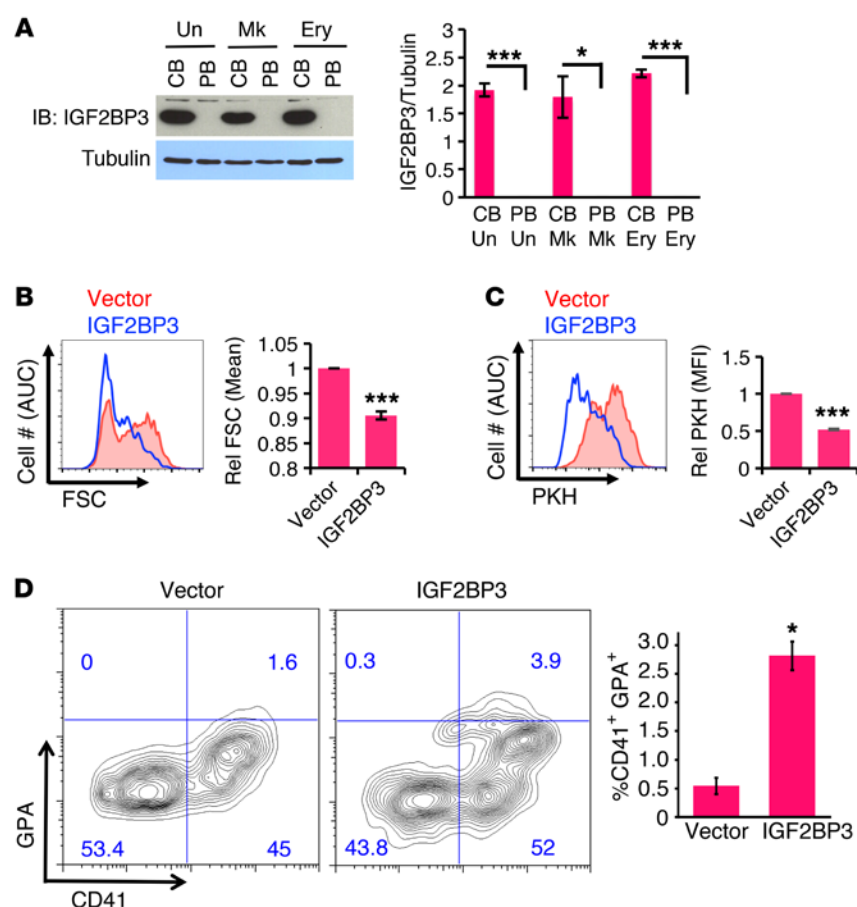 A
Un Mk Ery
CB PB CB PB CB PB
IB: IGF2BP3
Tubulin
IGF2BP3/Tubulin
3
2.5
2
1.5
1
0.5
0
*** * ***
CB PB CB PB CB PB
Un Un Mk Mk Ery Ery
B
Vector
IGF2BP3
Cell # (AUC)
FSC
Rel FSC (Mean)
1.05
1
0.95
0.9
0.85
0.8
***
Vector
IGF2BP3
C
Vector
IGF2BP3
Cell # (AUC)
PKH
Rel PKH (MFI)
1.5
1
0.5
0
***
Vector
IGF2BP3
D
Vector
0 1.6
53.4 45
GPA
CD41
IGF2BP3
0.3 3.9
43.8 52
%CD41+ GPA+
3.0
2.5
2.0
1.5
1.0
0.5
0
*
Vector IGF2BP3